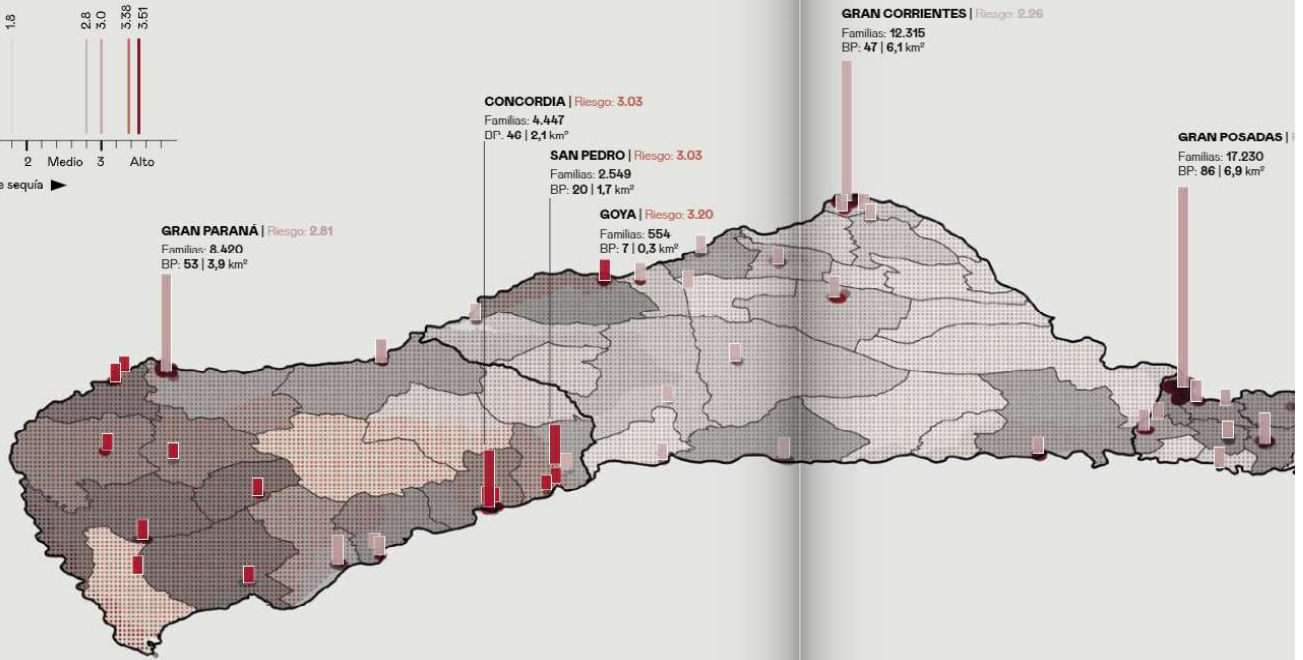 1.8
2.8
3.0
3.38
3.51
2 Medio 3 Alto
e sequía ►
GRAN PARANÁ | Riesgo: 2.81
Familias: 8.420
BP: 53 | 3,9 km²
CONCORDIA | Riesgo: 3.03
Familias: 4.447
BP: 46 | 2,1 km²
SAN PEDRO | Riesgo: 3.03
Familias: 2.549
BP: 20 | 1,7 km²
GOYA | Riesgo: 3.20
Familias: 554
BP: 7 | 0,3 km²
GRAN CORRIENTES | Riesgo: 2.26
Familias: 12.315
BP: 47 | 6,1 km²
GRAN POSADAS |
Familias: 17.230
BP: 86 | 6,9 km²